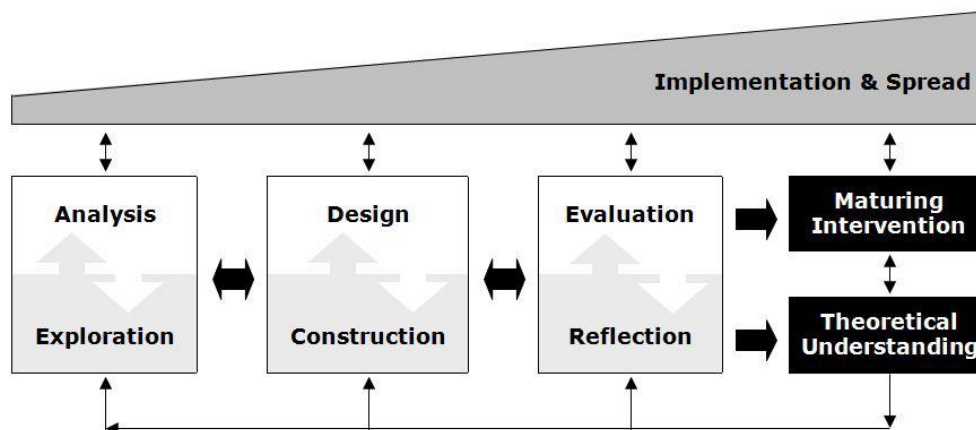 Implementation & Spread
Analysis
Exploration
Design
Construction
Evaluation
Reflection
Maturing
Intervention
Theoretical
Understanding